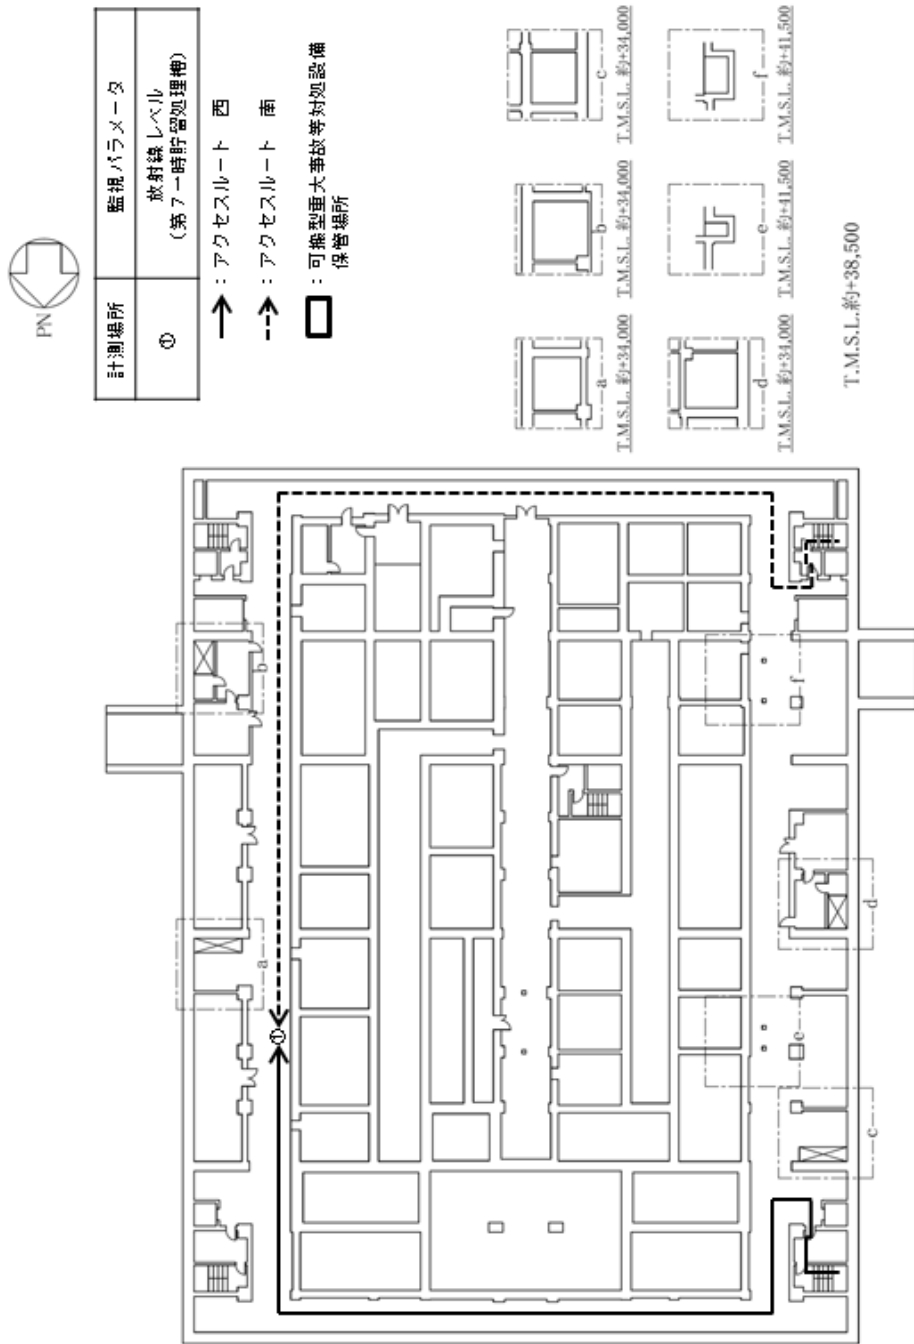 PN
計測場所
監視パラメータ
①
放射線レベル
(第7一時貯留処理槽)
: アクセスルート 西
: アクセスルート 南
: 可搬型重大事故等対処設備
保管場所
a
T.M.S.L. 約+34,000
b
T.M.S.L. 約+34,000
c
T.M.S.L. 約+34,000
d
T.M.S.L. 約+34,000
e
T.M.S.L. 約+41,500
f
T.M.S.L. 約+41,500
T.M.S.L.約+38,500
a
b
①
c
e
d
f